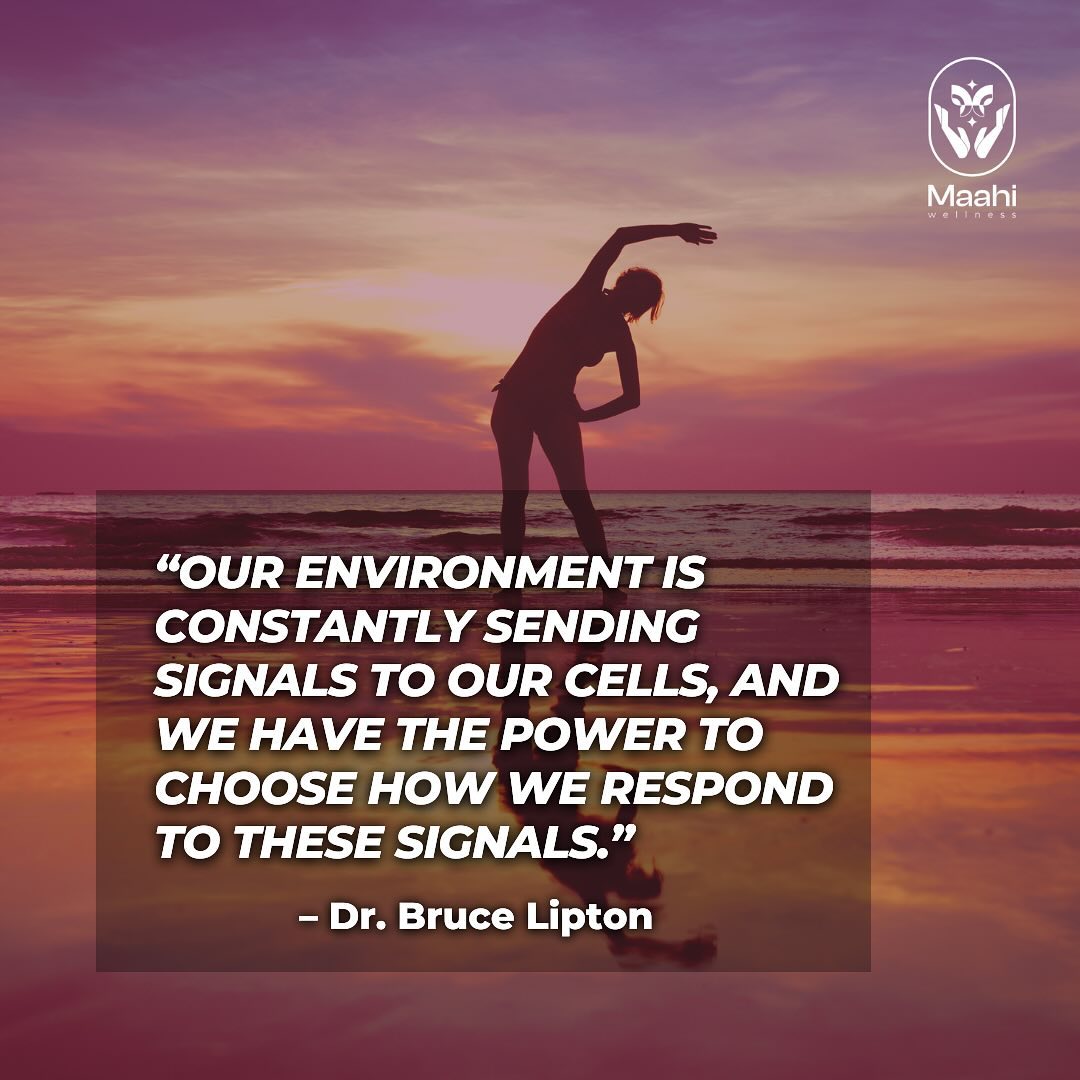 Maahi
wellness
“OUR ENVIRONMENT IS
CONSTANTLY SENDING
SIGNALS TO OUR CELLS, AND
WE HAVE THE POWER TO
CHOOSE HOW WE RESPOND
TO THESE SIGNALS.”
– Dr. Bruce Lipton